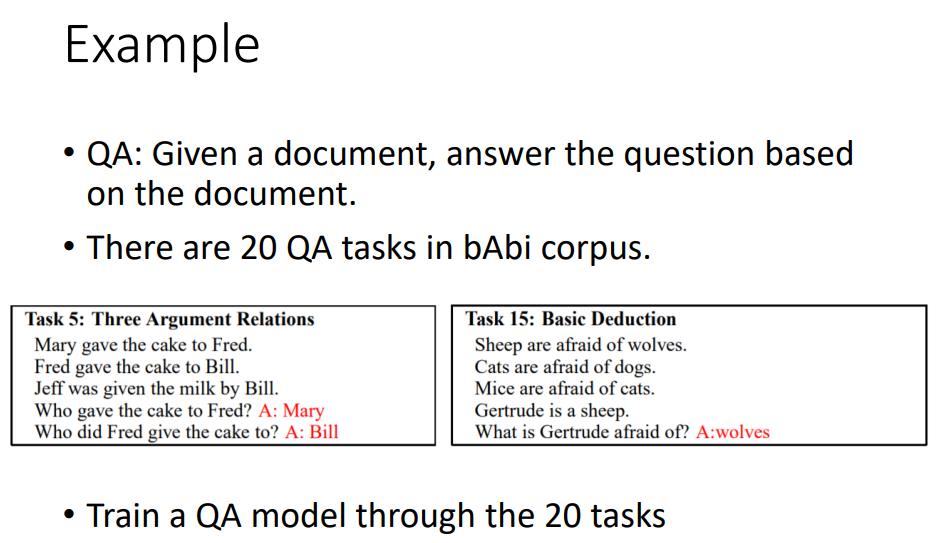 Example
• QA: Given a document, answer the question based
on the document.
• There are 20 QA tasks in bAbi corpus.
Task 5: Three Argument Relations
Mary gave the cake to Fred.
Fred gave the cake to Bill.
Jeff was given the milk by Bill.
Who gave the cake to Fred? A: Mary
Who did Fred give the cake to? A: Bill
Task 15: Basic Deduction
Sheep are afraid of wolves.
Cats are afraid of dogs.
Mice are afraid of cats.
Gertrude is a sheep.
What is Gertrude afraid of? A:wolves
• Train a QA model through the 20 tasks